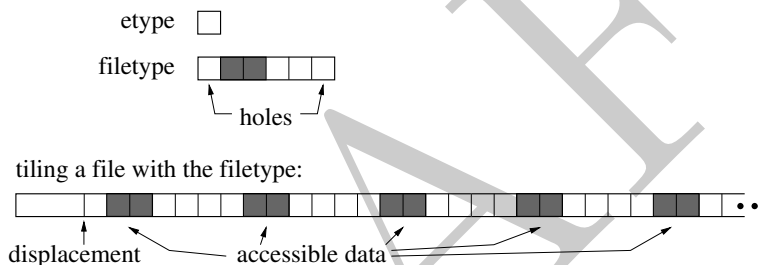 etype
filetype
holes
tiling a file with the filetype:
displacement accessible data